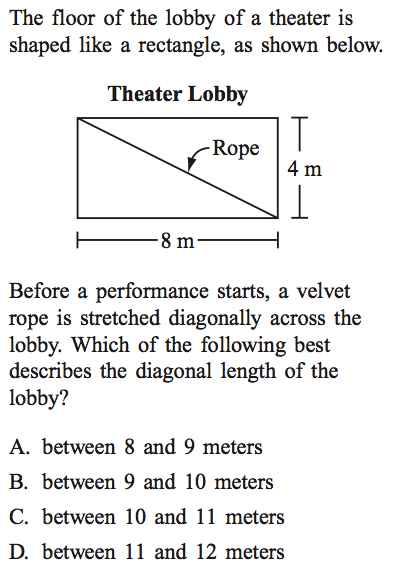 The floor of the lobby of a theater is
shaped like a rectangle, as shown below.
Theater Lobby
Rope
4 m
8 m
Before a performance starts, a velvet
rope is stretched diagonally across the
lobby. Which of the following best
describes the diagonal length of the
lobby?
A. between 8 and 9 meters
B. between 9 and 10 meters
C. between 10 and 11 meters
D. between 11 and 12 meters